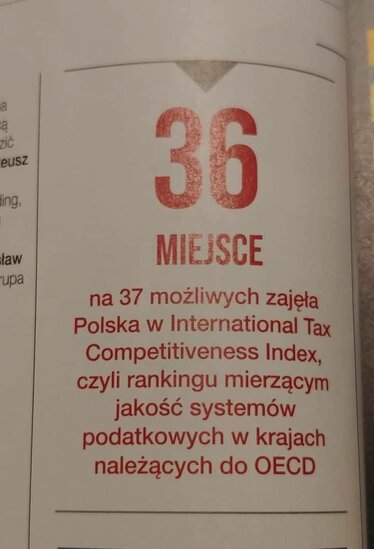 36
MIEJSCE
na 37 możliwych zajęła
Polska w International Tax
Competitiveness Index,
czyli rankingu mierzącym
jakość systemów
podatkowych w krajach
należących do OECD
ding,